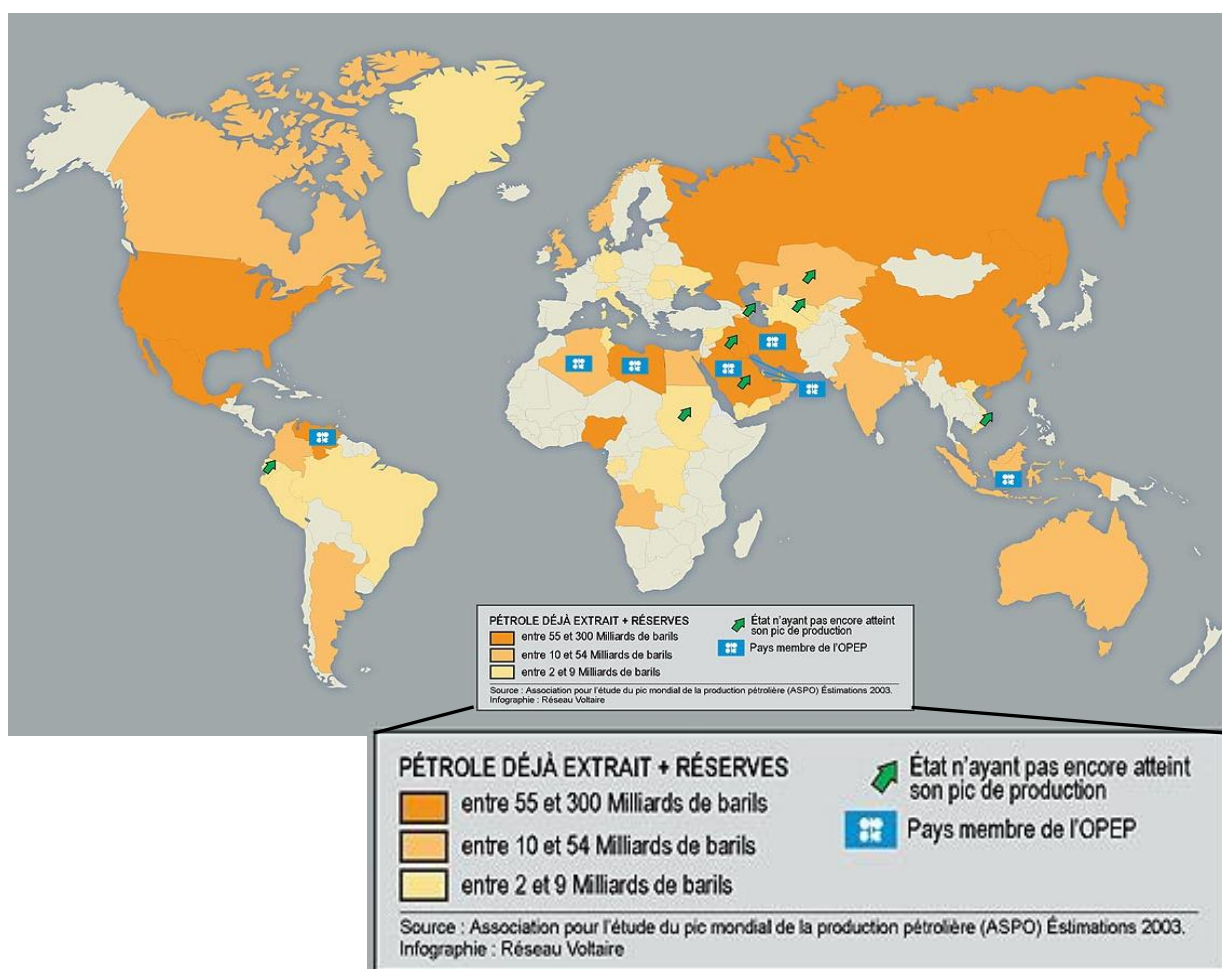 PÉTROLE DÉJÀ EXTRAIT + RÉSERVES
entre 55 et 300 Milliards de barils
entre 10 et 54 Milliards de barils
entre 2 et 9 Milliards de barils
État n'ayant pas encore atteint
son pic de production
Pays membre de l'OPEP
Source : Association pour l'étude du pic mondial de la production pétrolière (ASPO) Éstimations 2003.
Infographie : Réseau Voltaire
PÉTROLE DÉJÀ EXTRAIT + RÉSERVES
entre 55 et 300 Milliards de barils
entre 10 et 54 Milliards de barils
entre 2 et 9 Milliards de barils
État n'ayant pas encore atteint
son pic de production
Pays membre de l'OPEP
Source : Association pour l'étude du pic mondial de la production pétrolière (ASPO) Éstimations 2003.
Infographie : Réseau Voltaire